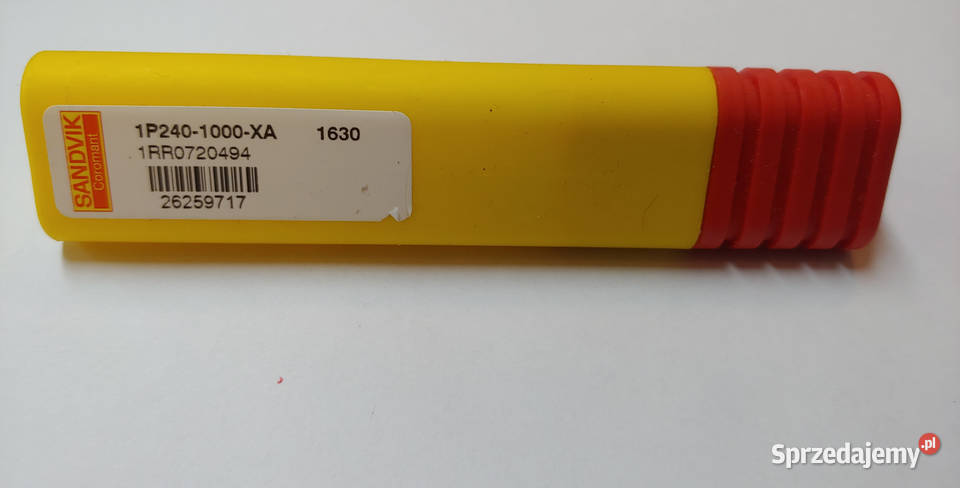 SANDVIK
Coromant
1P240-1000-XA 1630
1RR0720494
26259717
Sprzedajemy.pl